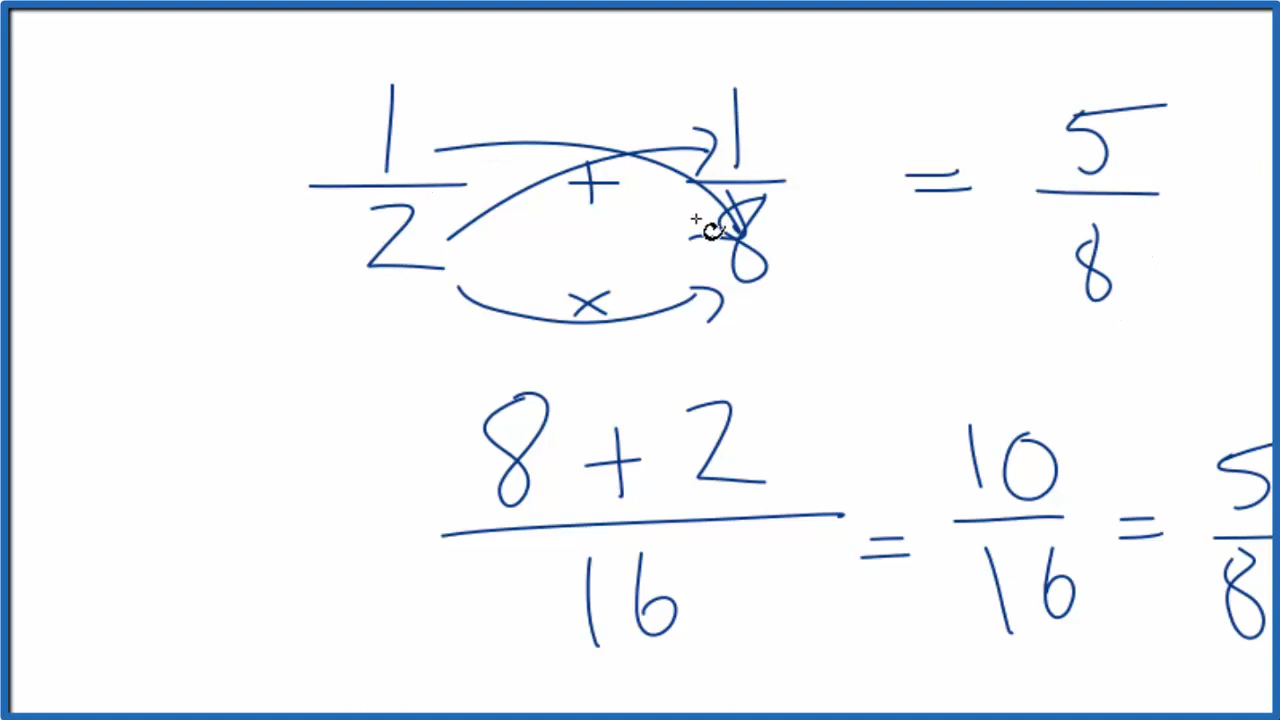 1/2 + 1/8 = 5/8
×
8 + 2/16 = 10/16 = 5/8